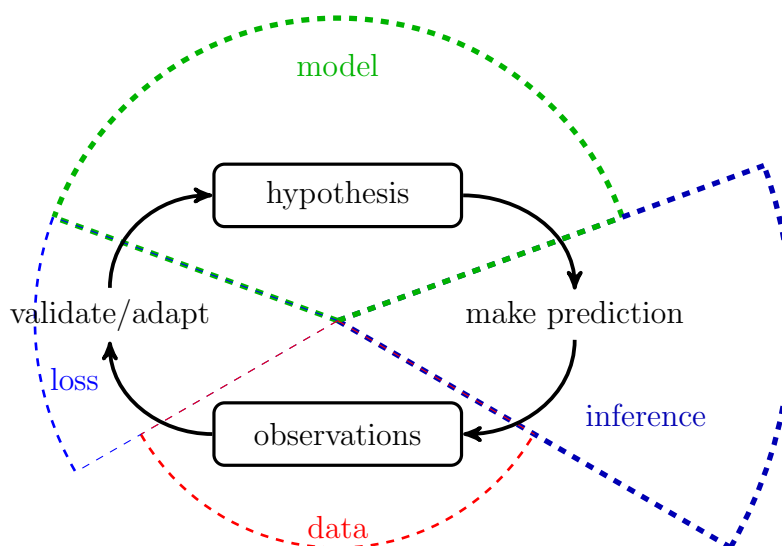 model
hypothesis
validate/adapt
make prediction
loss
inference
observations
data